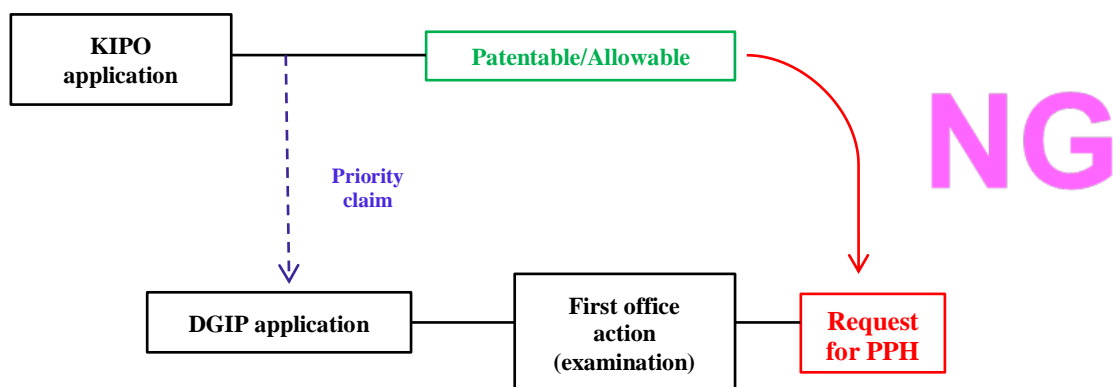 KIPO
application
Patentable/Allowable
NG
Priority
claim
DGIP application
First office
action
(examination)
Request
for PPH